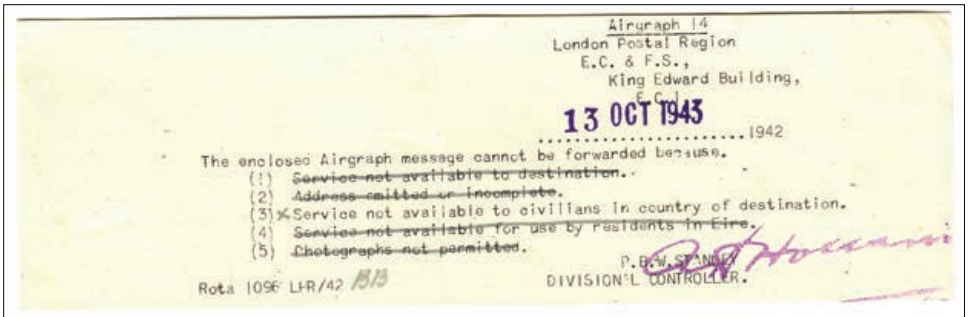 Airgraph 14
London Postal Region
E.C. & F.S.,
King Edward Building,
E.C.1.
13 OCT 1943
1942
The enclosed Airgraph message cannot be forwarded because.
(1) Service not available to destination.
(2) Address omitted or incomplete.
(3) Service not available to civilians in country of destination.
(4) Service not available for use by residents in Eire.
(5) Photographs not permitted.
P.B.W.STANLEY
DIVISION'L CONTROLLER.
Rota 1096 LPR/42